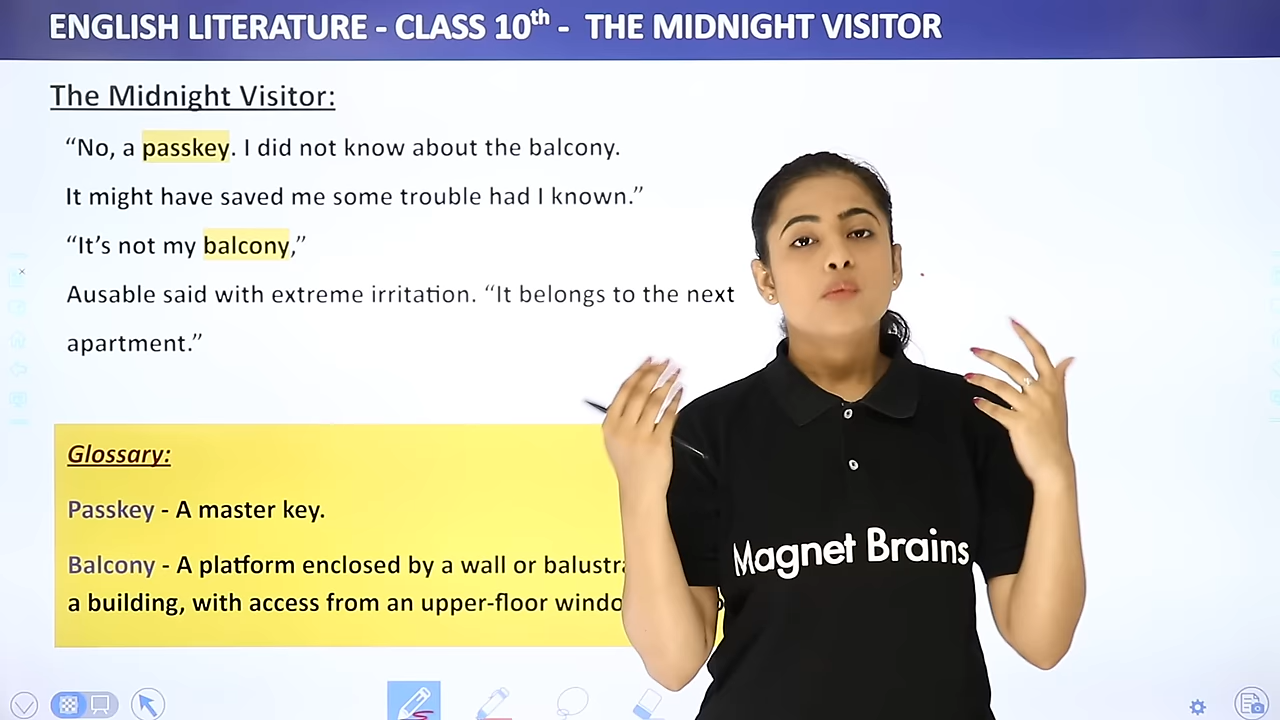 ENGLISH LITERATURE - CLASS 10th - THE MIDNIGHT VISITOR
The Midnight Visitor:
“No, a passkey. I did not know about the balcony.
It might have saved me some trouble had I known.”
“It’s not my balcony,”
Ausable said with extreme irritation. “It belongs to the next
apartment.”
Glossary:
Passkey - A master key.
Balcony - A platform enclosed by a wall or
a building, with access from an upper-floor
Magnet Brains